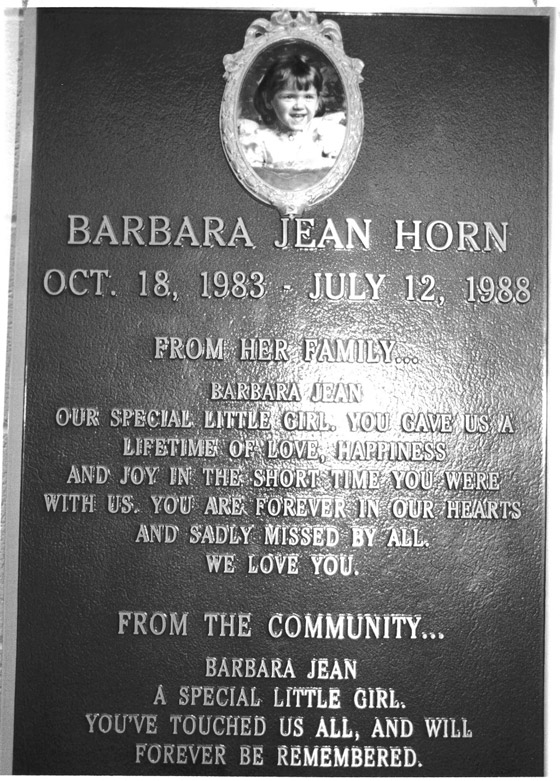 BARBARA JEAN HORN
OCT. 18, 1983 - JULY 12, 1988
FROM HER FAMILY...
BARBARA JEAN
OUR SPECIAL LITTLE GIRL. YOU GAVE US A
LIFETIME OF LOVE, HAPPINESS
AND JOY IN THE SHORT TIME YOU WERE
WITH US. YOU ARE FOREVER IN OUR HEARTS
AND SADLY MISSED BY ALL.
WE LOVE YOU.
FROM THE COMMUNITY...
BARBARA JEAN
A SPECIAL LITTLE GIRL.
YOU'VE TOUCHED US ALL, AND WILL
FOREVER BE REMEMBERED.